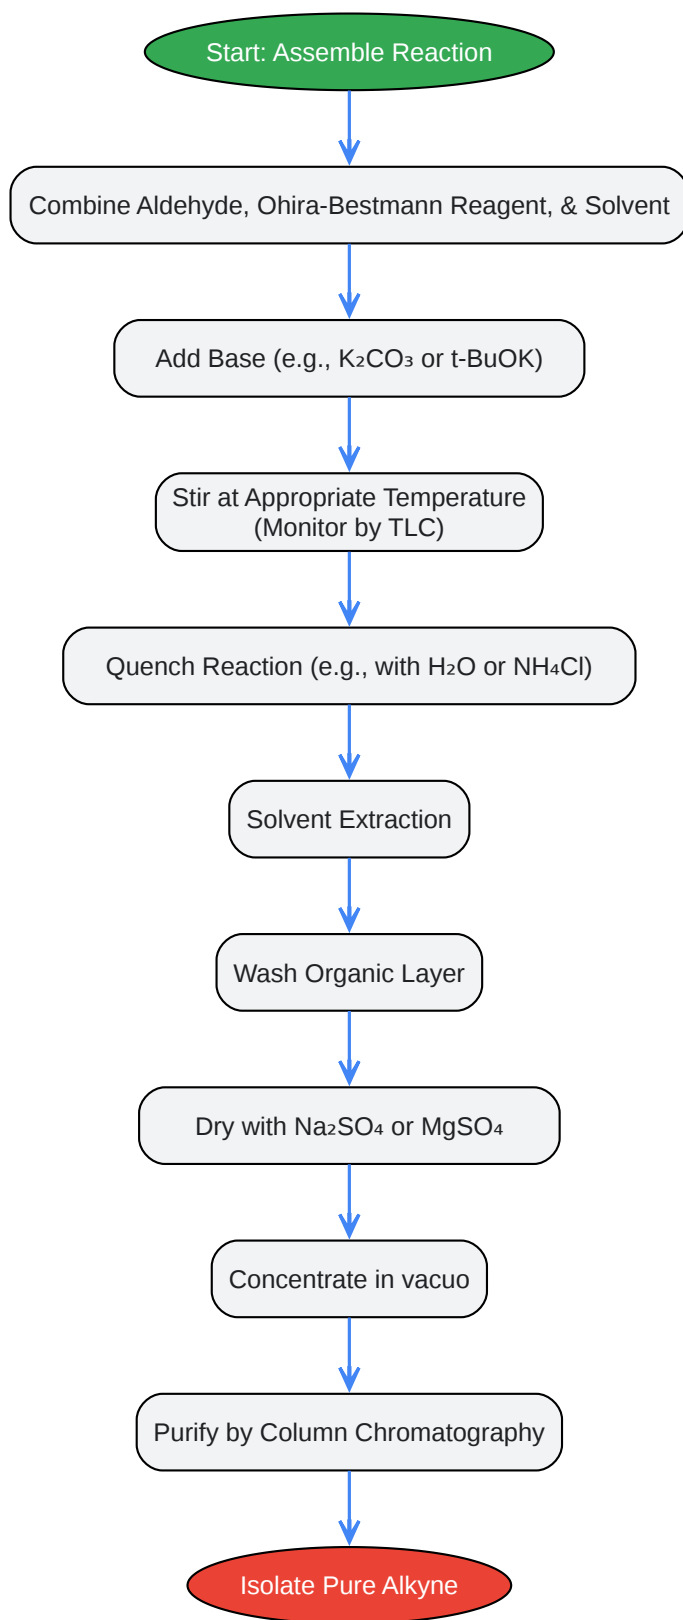 Start: Assemble Reaction
Combine Aldehyde, Ohira-Bestmann Reagent, & Solvent
Add Base (e.g., K₂CO₃ or t-BuOK)
Stir at Appropriate Temperature
(Monitor by TLC)
Quench Reaction (e.g., with H₂O or NH₄Cl)
Solvent Extraction
Wash Organic Layer
Dry with Na₂SO₄ or MgSO₄
Concentrate in vacuo
Purify by Column Chromatography
Isolate Pure Alkyne